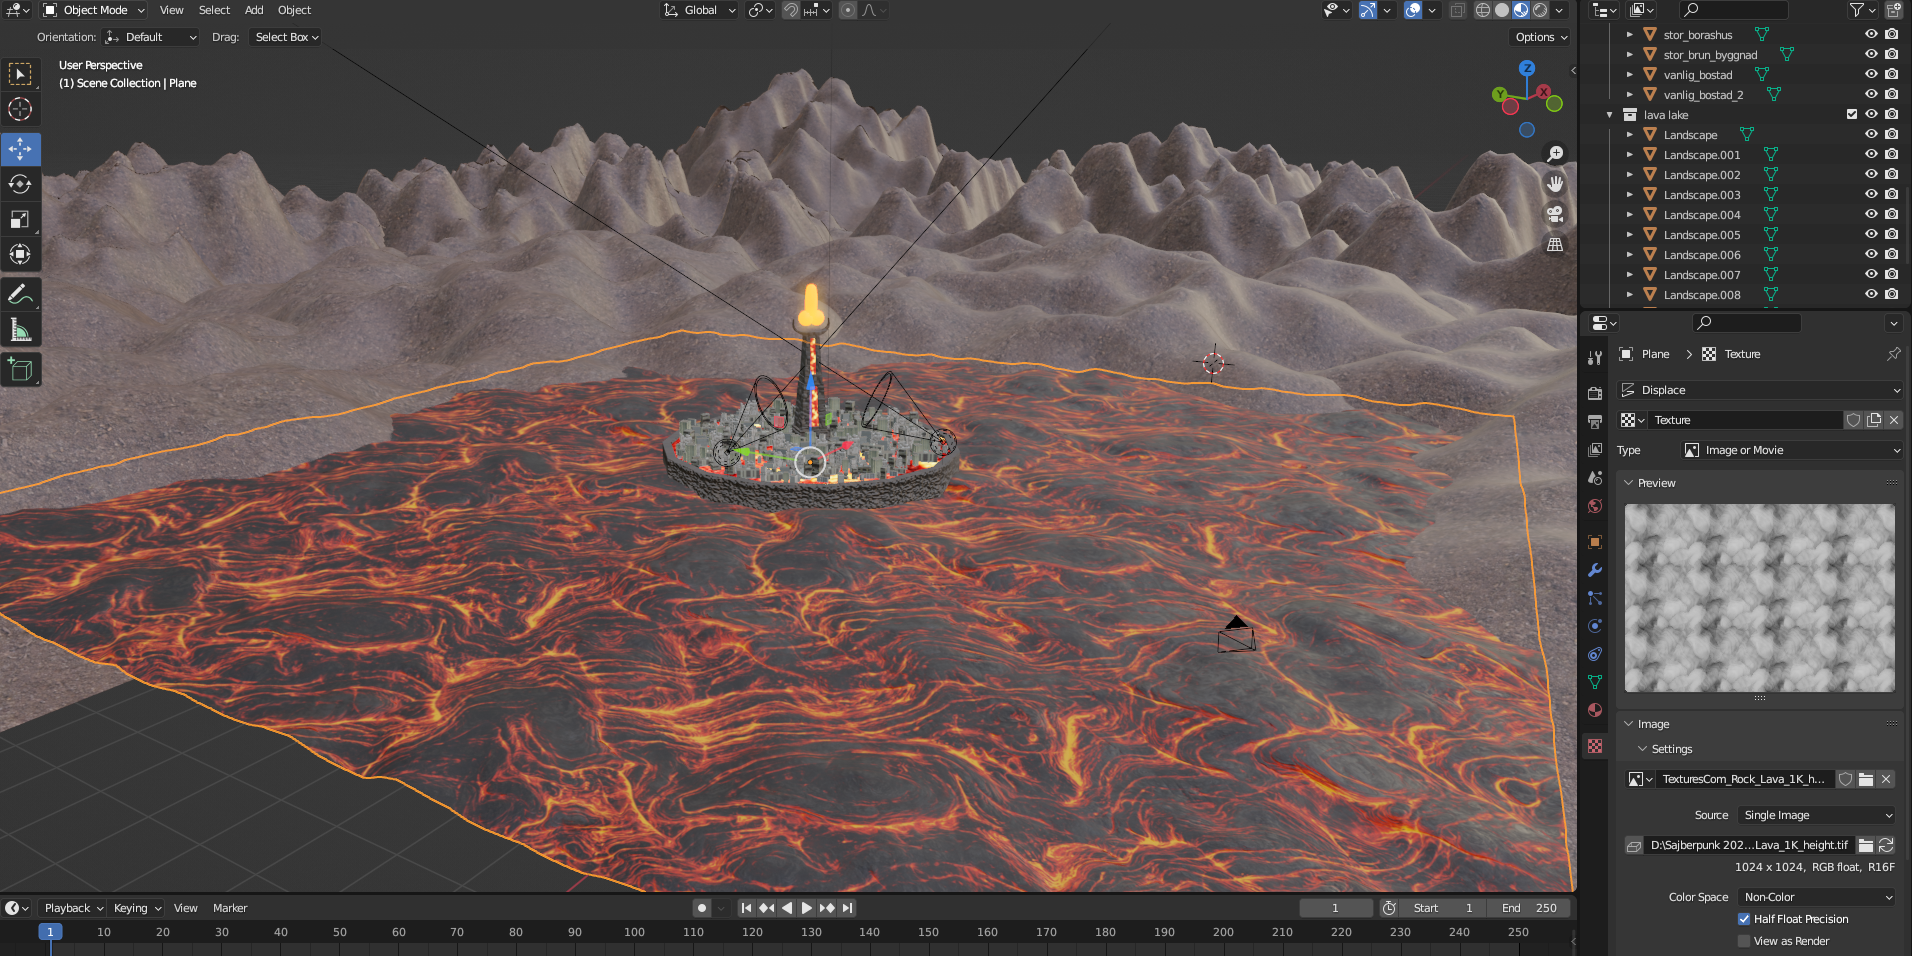 Object Mode View Select Add Object Global
Orientation: Default Drag: Select Box Options
User Perspective
(1) Scene Collection | Plane
Z
Y
X
stor_borashus
stor_brun_byggnad
vanlig_bostad
vanlig_bostad_2
lava lake
Landscape
Landscape.001
Landscape.002
Landscape.003
Landscape.004
Landscape.005
Landscape.006
Landscape.007
Landscape.008
Plane > Texture
Displace
Texture
Type Image or Movie
Preview
Image
Settings
TexturesCom_Rock_Lava_1K_h...
Source Single Image
D:\Sajberpunk 202...Lava_1K_height.tif
1024 x 1024, RGB float, R16F
Color Space Non-Color
Half Float Precision
View as Render
Playback Keying View Marker 1 Start 1 End 250
1 10 20 30 40 50 60 70 80 90 100 110 120 130 140 150 160 170 180 190 200 210 220 230 240 250